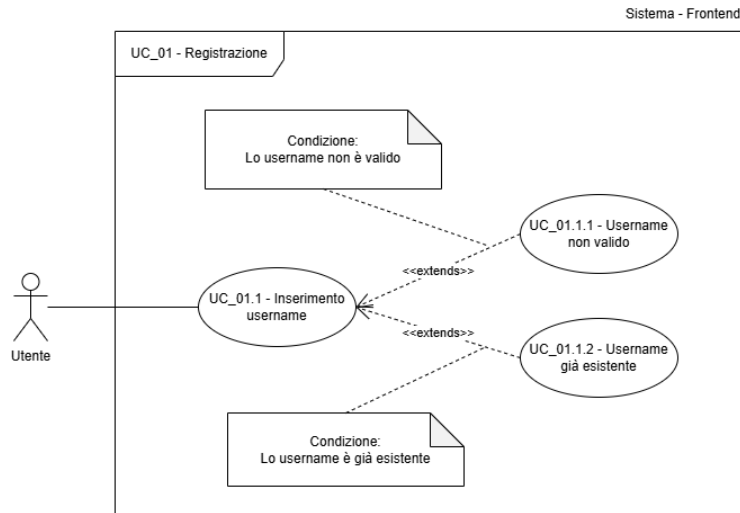 Sistema - Frontend
UC_01 - Registrazione
Condizione:
Lo username non è valido
UC_01.1.1 - Username
non valido
<<extends>>
UC_01.1 - Inserimento
username
<<extends>>
UC_01.1.2 - Username
già esistente
Utente
Condizione:
Lo username è già esistente